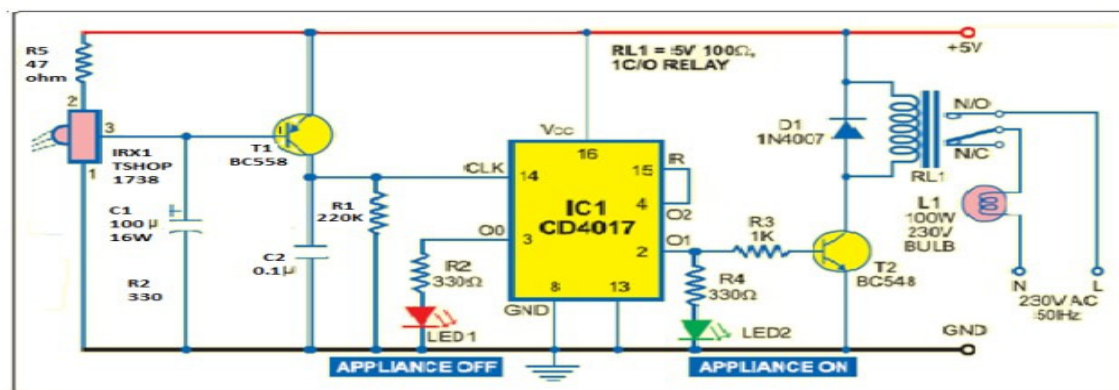 R5
47
ohm
2
3
1
IRX1
TSHOP
1738
C1
100µ
16W
R2
330
T1
BC558
C2
0.1µ
R1
220K
RL1 = 5V 100Ω,
1C/O RELAY
Vcc
16
CLK
14
IR
15
4
O2
IC1
CD4017
O0
3
2
O1
8
13
GND
R2
330Ω
LED1
R3
1K
R4
330Ω
LED2
D1
1N4007
T2
BC548
+5V
N/O
N/C
RL1
L1
100W
230V
BULB
N
L
230V AC
50Hz
GND
APPLIANCE OFF
APPLIANCE ON